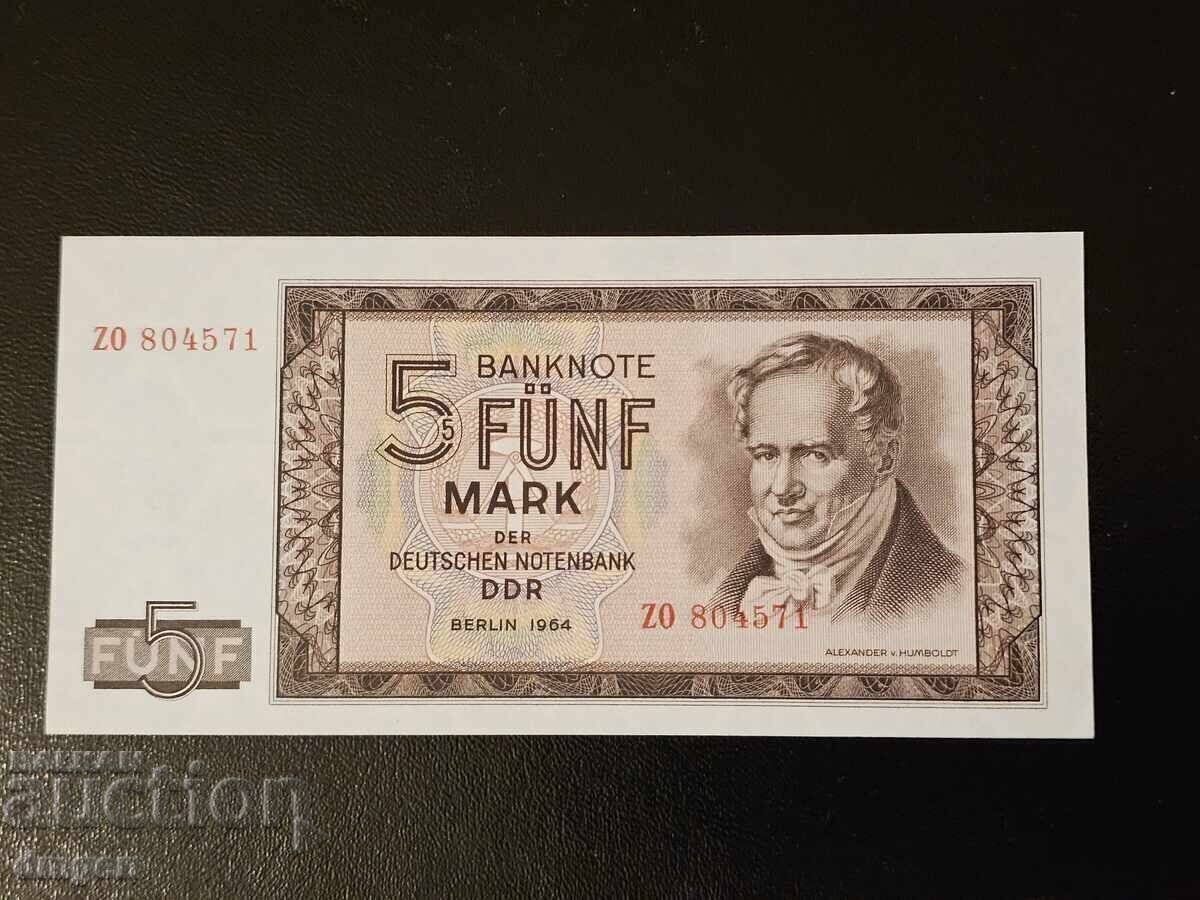 ZO 804571
5
5
BANKNOTE
FÜNF
MARK
DER
DEUTSCHEN NOTENBANK
DDR
BERLIN 1964
ZO 804571
ALEXANDER v. HUMBOLDT
FÜNF
5
auction